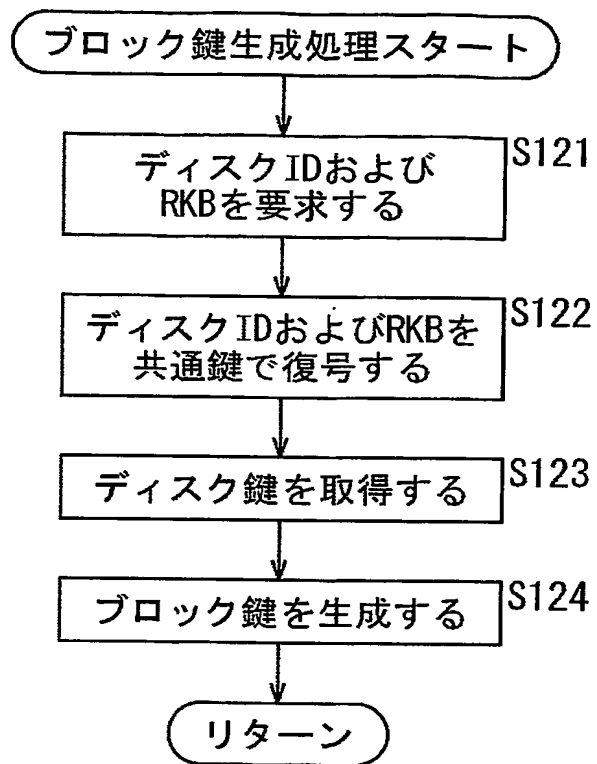 ブロック鍵生成処理スタート
S121
ディスクIDおよび
RKBを要求する
S122
ディスクIDおよびRKBを
共通鍵で復号する
S123
ディスク鍵を取得する
S124
ブロック鍵を生成する
リターン